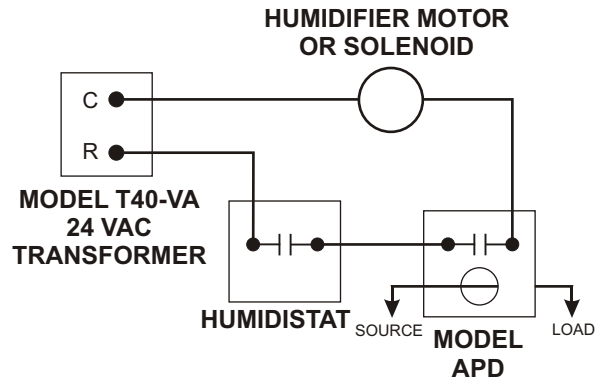 HUMIDIFIER MOTOR
OR SOLENOID
C
R
MODEL T40-VA
24 VAC
TRANSFORMER
HUMIDISTAT
SOURCE
MODEL
APD
LOAD